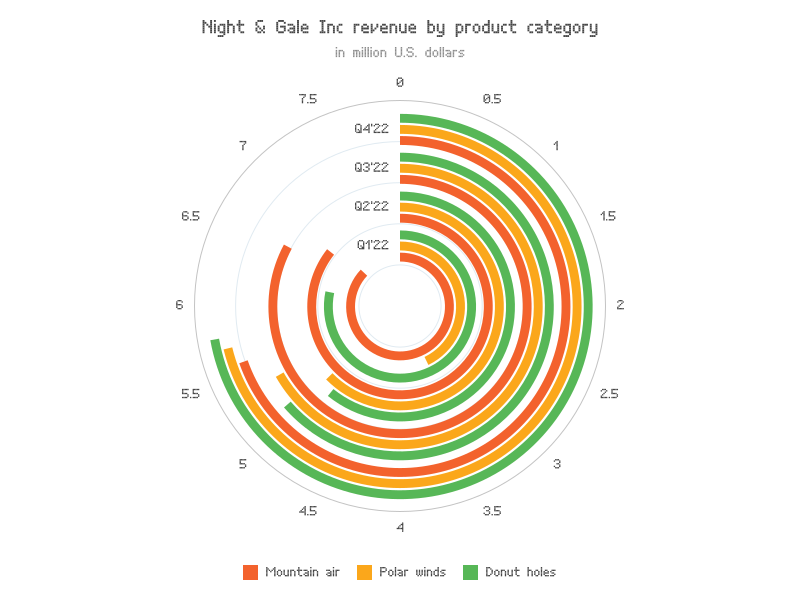 Night & Gale Inc revenue by product category
in million U.S. dollars
0
0.5
1
1.5
2
2.5
3
3.5
4
4.5
5
5.5
6
6.5
7
7.5
Q4'22
Q3'22
Q2'22
Q1'22
Mountain air Polar winds Donut holes